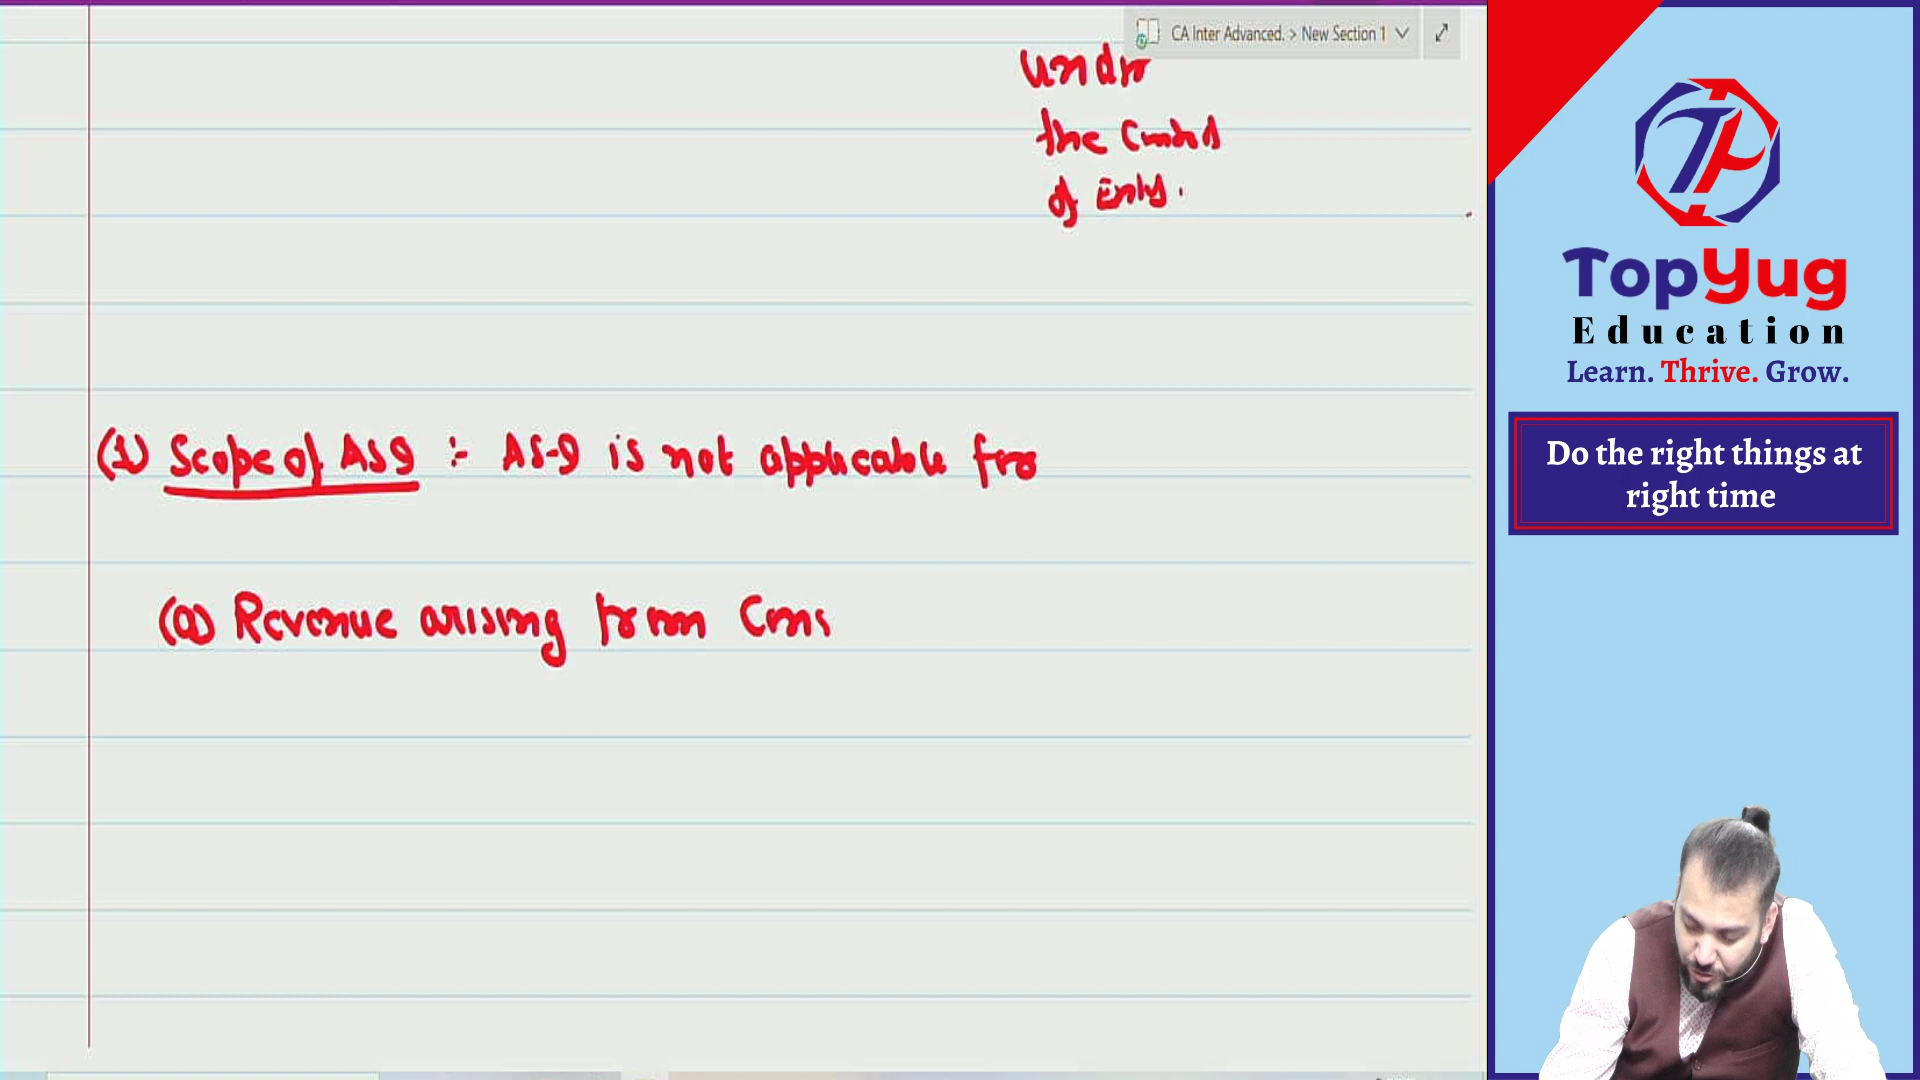 CA Inter Advanced. > New Section 1
under
the Control
of Entity.
(1) Scope of AS9 :- AS-9 is not applicable for
(a) Revenue arising from Cons
TopYug
Education
Learn. Thrive. Grow.
Do the right things at
right time